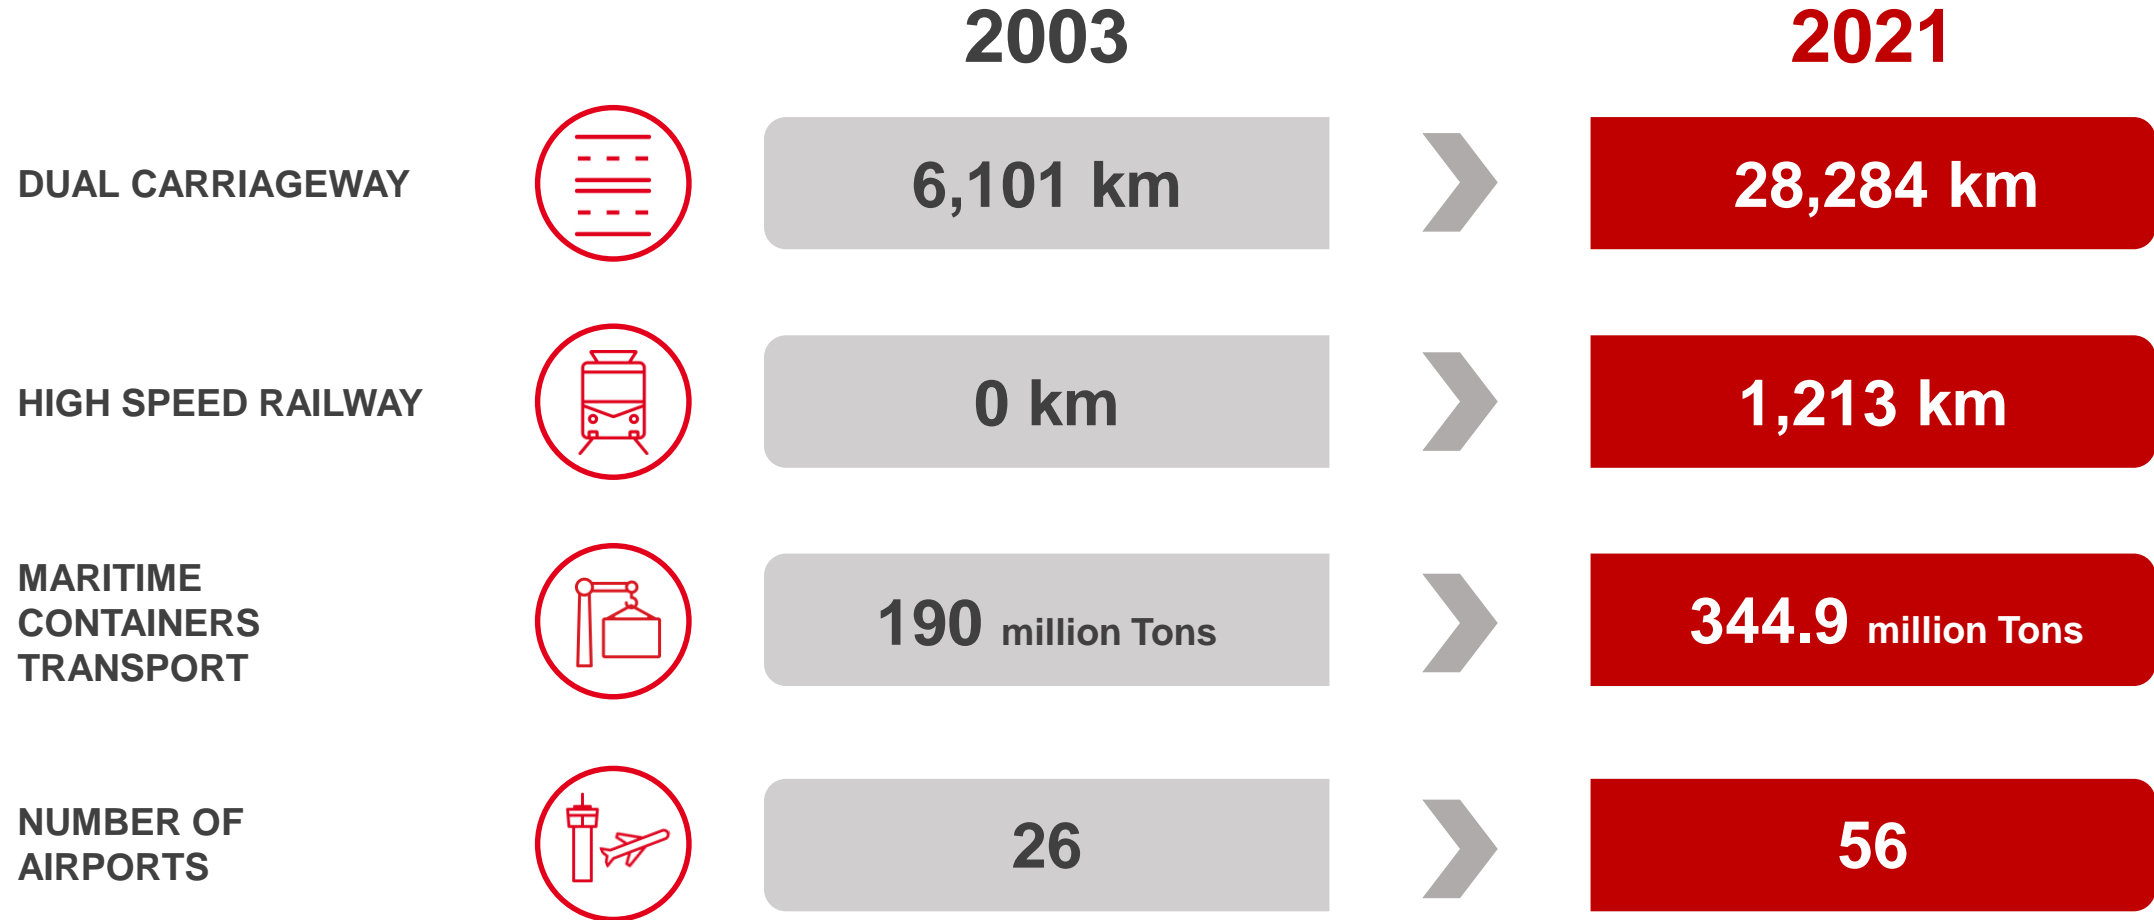 2003 2021
DUAL CARRIAGEWAY 6,101 km 28,284 km
HIGH SPEED RAILWAY 0 km 1,213 km
MARITIME
CONTAINERS
TRANSPORT
190 million Tons 344.9 million Tons
NUMBER OF
AIRPORTS
26 56